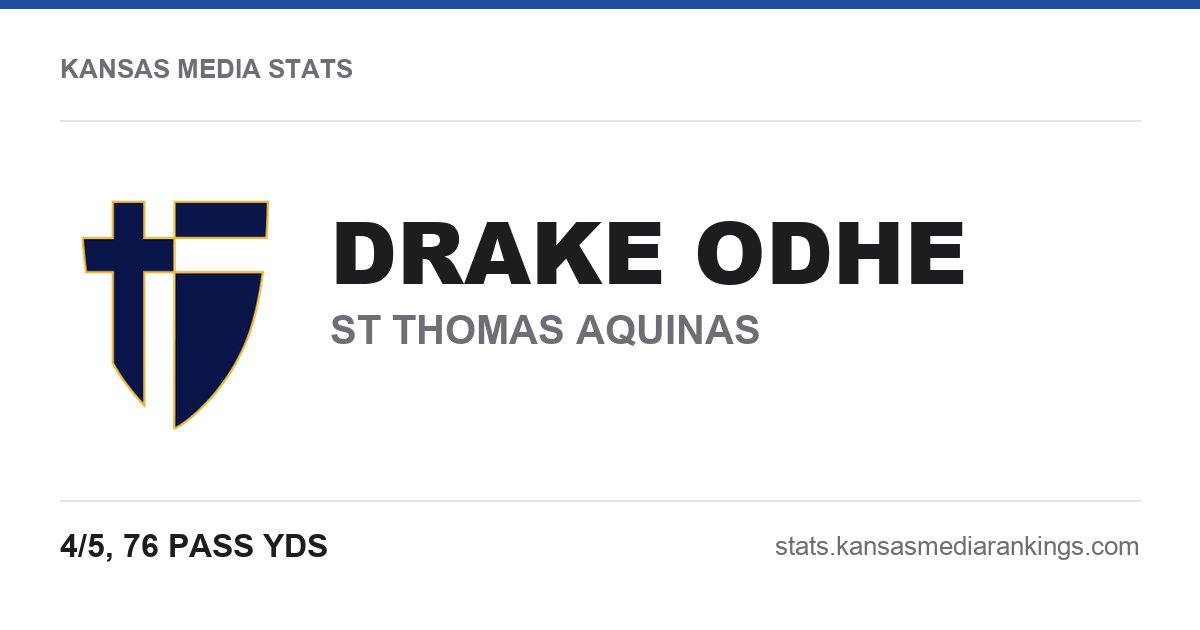 KANSAS MEDIA STATS
DRAKE ODHE
ST THOMAS AQUINAS
4/5, 76 PASS YDS
stats.kansasmediarankings.com